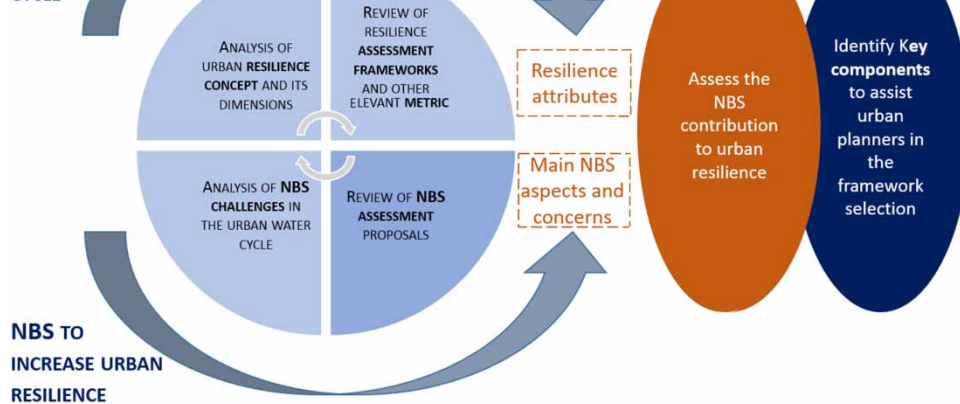 REVIEW OF
RESILIENCE
ASSESSMENT
FRAMEWORKS
AND OTHER
ELEVANT METRIC
ANALYSIS OF
URBAN RESILIENCE
CONCEPT AND ITS
DIMENSIONS
Resilience
attributes
Assess the
NBS
contribution
to urban
resilience
Identify Key
components
to assist
urban
planners in
the
framework
selection
ANALYSIS OF NBS
CHALLENGES IN
THE URBAN WATER
CYCLE
REVIEW OF NBS
ASSESSMENT
PROPOSALS
Main NBS
aspects and
concerns
NBS TO
INCREASE URBAN
RESILIENCE